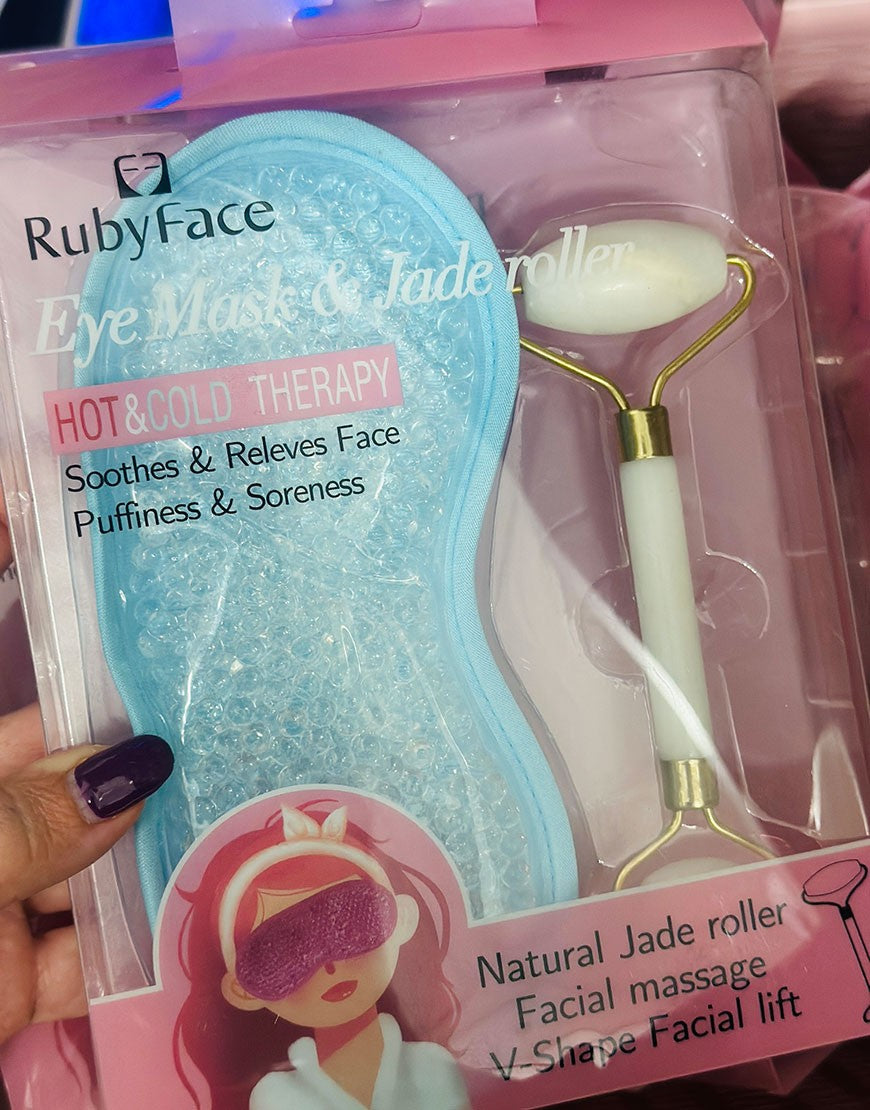 RubyFace
Eye Mask & Jade roller
HOT&COLD THERAPY
Soothes & Releves Face
Puffiness & Soreness
Natural Jade roller
Facial massage
V-Shape Facial lift